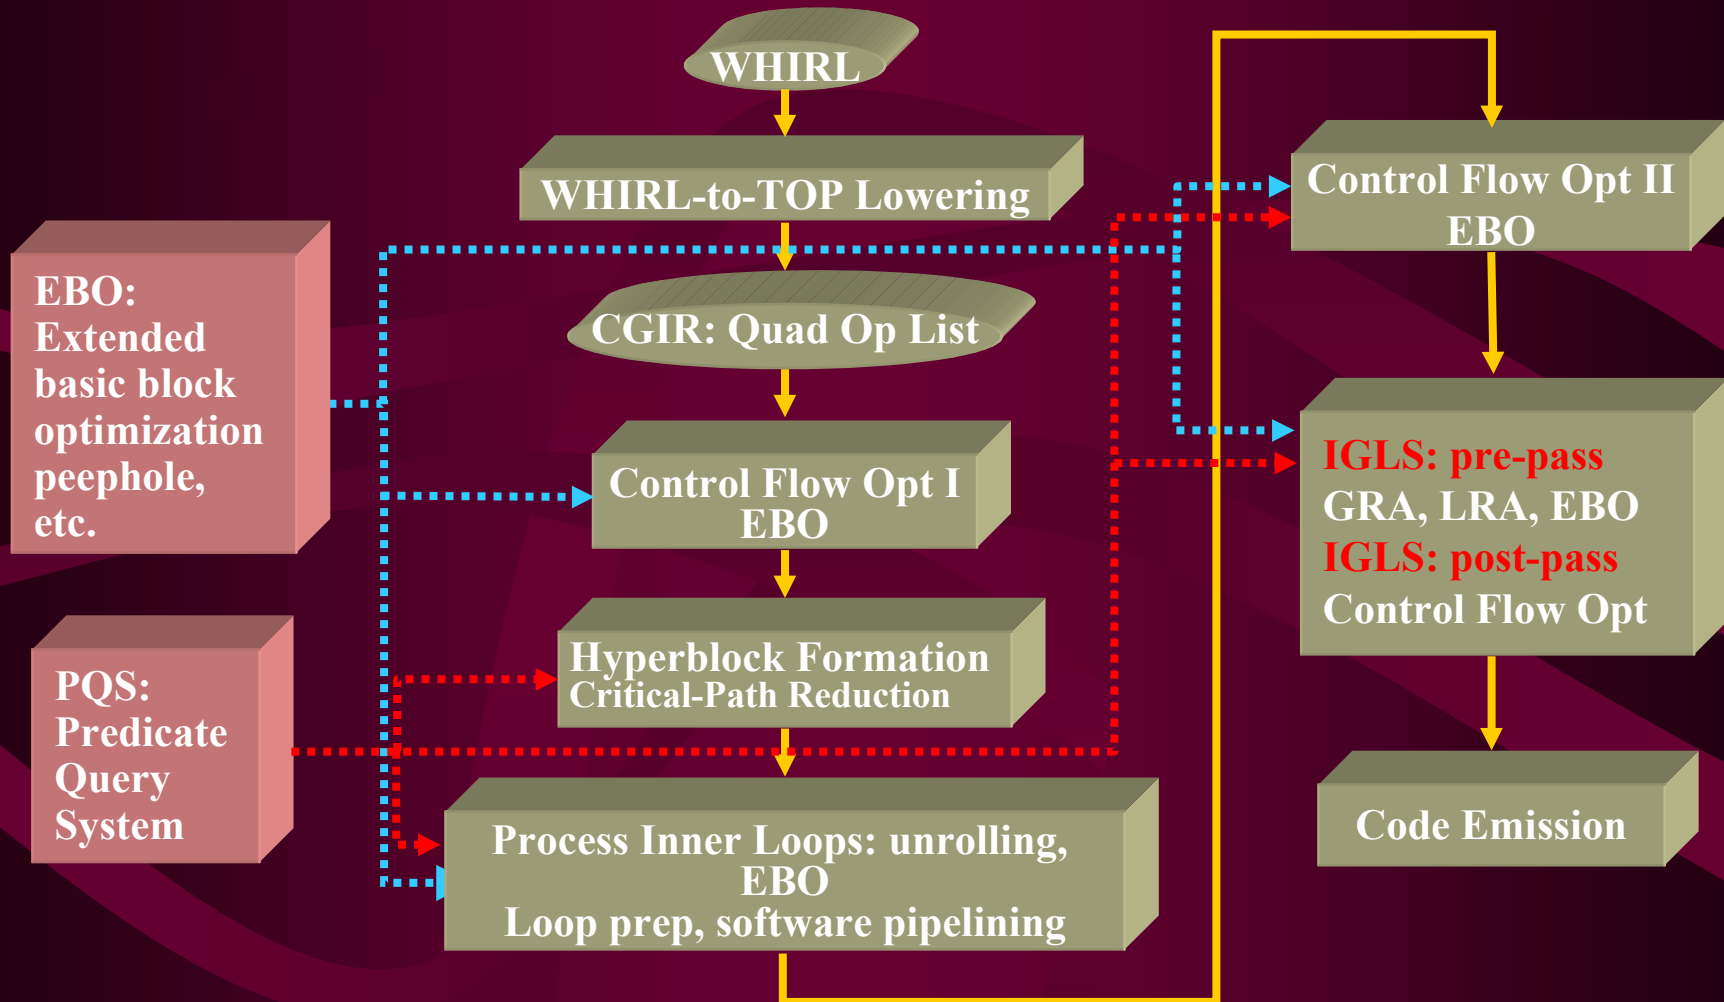 WHIRL
WHIRL-to-TOP Lowering
CGIR: Quad Op List
Control Flow Opt I
EBO
Hyperblock Formation
Critical-Path Reduction
Process Inner Loops: unrolling,
EBO
Loop prep, software pipelining
EBO:
Extended
basic block
optimization
peephole,
etc.
PQS:
Predicate
Query
System
Control Flow Opt II
EBO
IGLS: pre-pass
GRA, LRA, EBO
IGLS: post-pass
Control Flow Opt
Code Emission